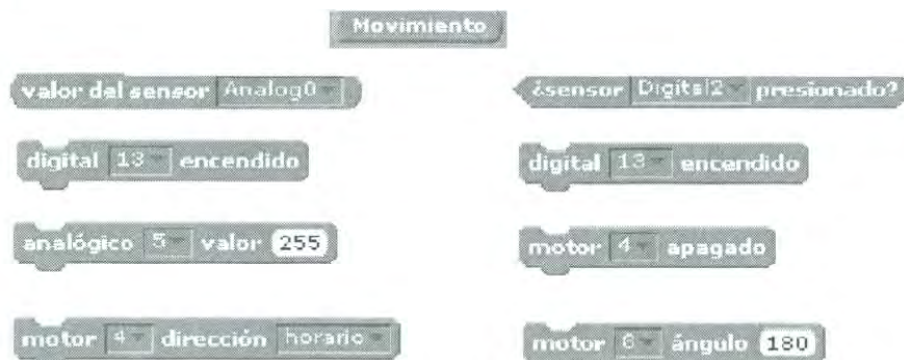 Movimiento
valor del sensor Analog0
¿sensor Digital2 presionado?
digital 13 encendido
digital 13 encendido
analógico 5 valor 255
motor 4 apagado
motor 4 dirección horario
motor 8 ángulo 180